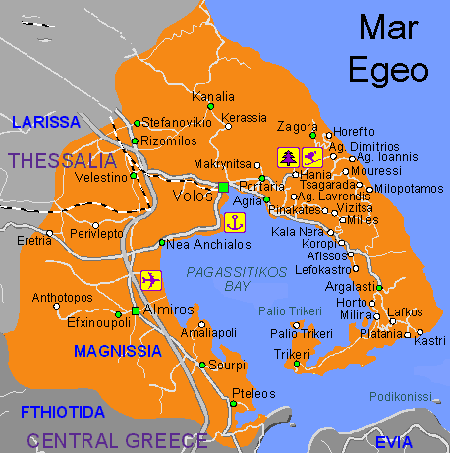 Mar
Egeo
LARISSA
THESSALIA
Kanalia
Stefanovikio
Kerassia
Rizomilos
Zagora
Horefto
Ag. Dimitrios
Ag. Ioannis
Makrynitsa
Hania
Mouressi
Velestino
Portaria
Tsagarada
Milopotamos
Volos
Agria
Ag. Lavrendis
Pinakates
Vizitsa
Milies
Eretria
Perivlepto
Nea Anchialos
Kala Nera
Koropi
Afissos
PAGASSITIKOS
BAY
Lefokastro
Argalasti
Anthotopos
Almiros
Efxinoupoli
Palio Trikeri
Horto
Milira
Lafkos
Amaliapoli
Palio Trikeri
Platania
Kastri
MAGNISSIA
Sourpi
Trikeri
Pteleos
Podikonissi
FTHIOTIDA
CENTRAL GREECE
EVIA